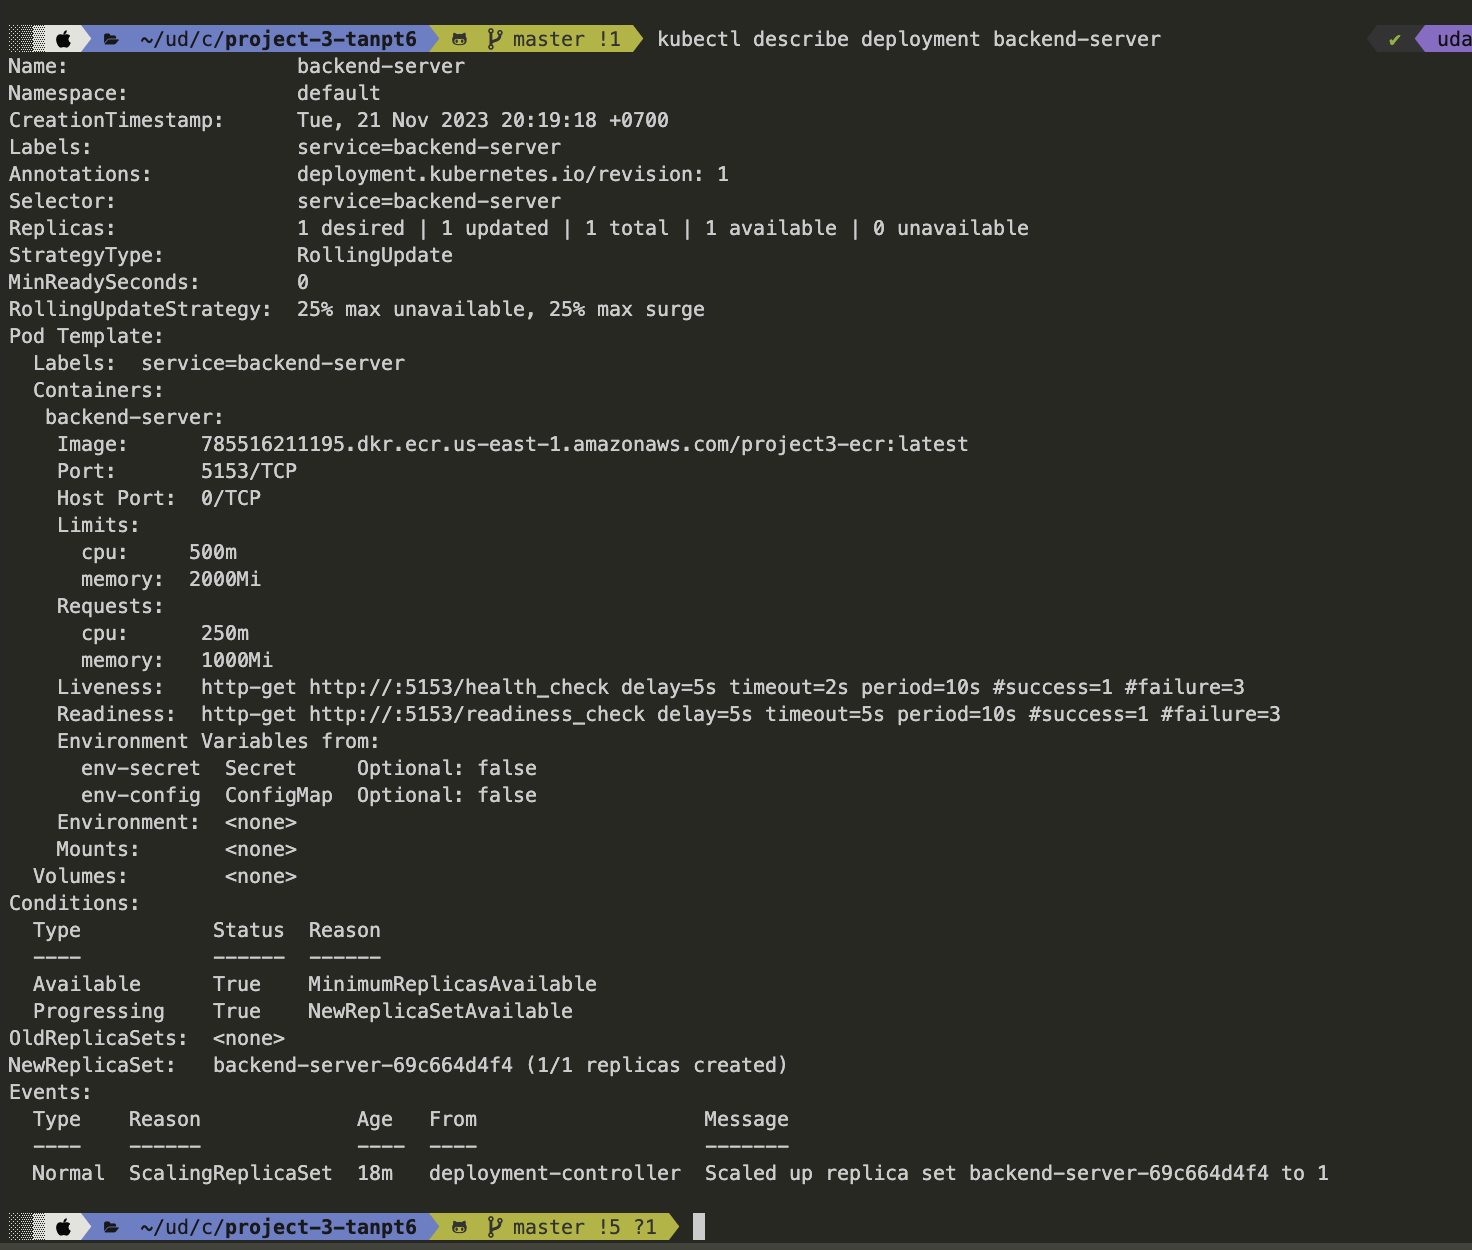 ~/ud/c/project-3-tanpt6 master !1 kubectl describe deployment backend-server ✔ uda
Name: backend-server
Namespace: default
CreationTimestamp: Tue, 21 Nov 2023 20:19:18 +0700
Labels: service=backend-server
Annotations: deployment.kubernetes.io/revision: 1
Selector: service=backend-server
Replicas: 1 desired | 1 updated | 1 total | 1 available | 0 unavailable
StrategyType: RollingUpdate
MinReadySeconds: 0
RollingUpdateStrategy: 25% max unavailable, 25% max surge
Pod Template:
Labels: service=backend-server
Containers:
backend-server:
Image: 785516211195.dkr.ecr.us-east-1.amazonaws.com/project3-ecr:latest
Port: 5153/TCP
Host Port: 0/TCP
Limits:
cpu: 500m
memory: 2000Mi
Requests:
cpu: 250m
memory: 1000Mi
Liveness: http-get http://:5153/health_check delay=5s timeout=2s period=10s #success=1 #failure=3
Readiness: http-get http://:5153/readiness_check delay=5s timeout=5s period=10s #success=1 #failure=3
Environment Variables from:
env-secret Secret Optional: false
env-config ConfigMap Optional: false
Environment: <none>
Mounts: <none>
Volumes: <none>
Conditions:
Type Status Reason
---- ------ ------
Available True MinimumReplicasAvailable
Progressing True NewReplicaSetAvailable
OldReplicaSets: <none>
NewReplicaSet: backend-server-69c664d4f4 (1/1 replicas created)
Events:
Type Reason Age From Message
---- ------ ---- ---- -------
Normal ScalingReplicaSet 18m deployment-controller Scaled up replica set backend-server-69c664d4f4 to 1
~/ud/c/project-3-tanpt6 master !5 ?1